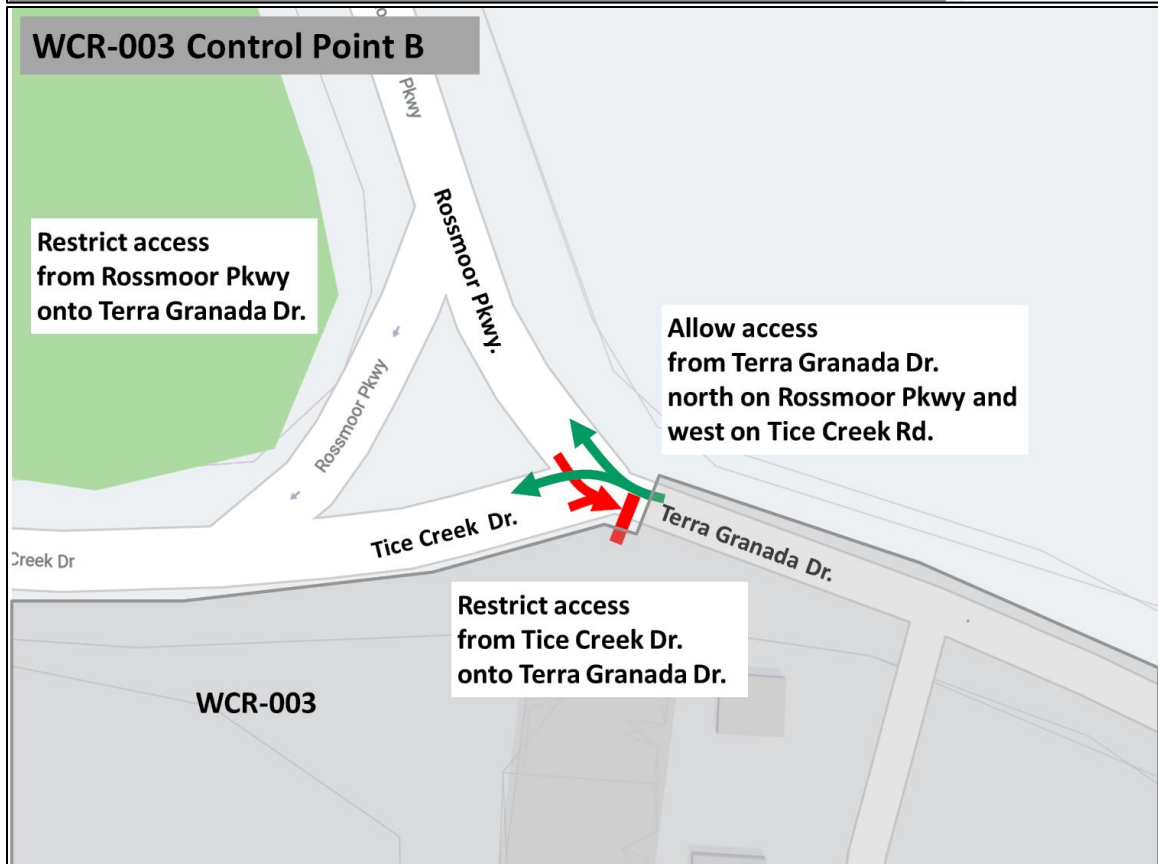 WCR-003 Control Point B
Pkwy
Rossmoor Pkwy.
Restrict access
from Rossmoor Pkwy
onto Terra Granada Dr.
Rossmoor Pkwy
Allow access
from Terra Granada Dr.
north on Rossmoor Pkwy and
west on Tice Creek Rd.
Tice Creek Dr.
Terra Granada Dr.
Creek Dr
Restrict access
from Tice Creek Dr.
onto Terra Granada Dr.
WCR-003